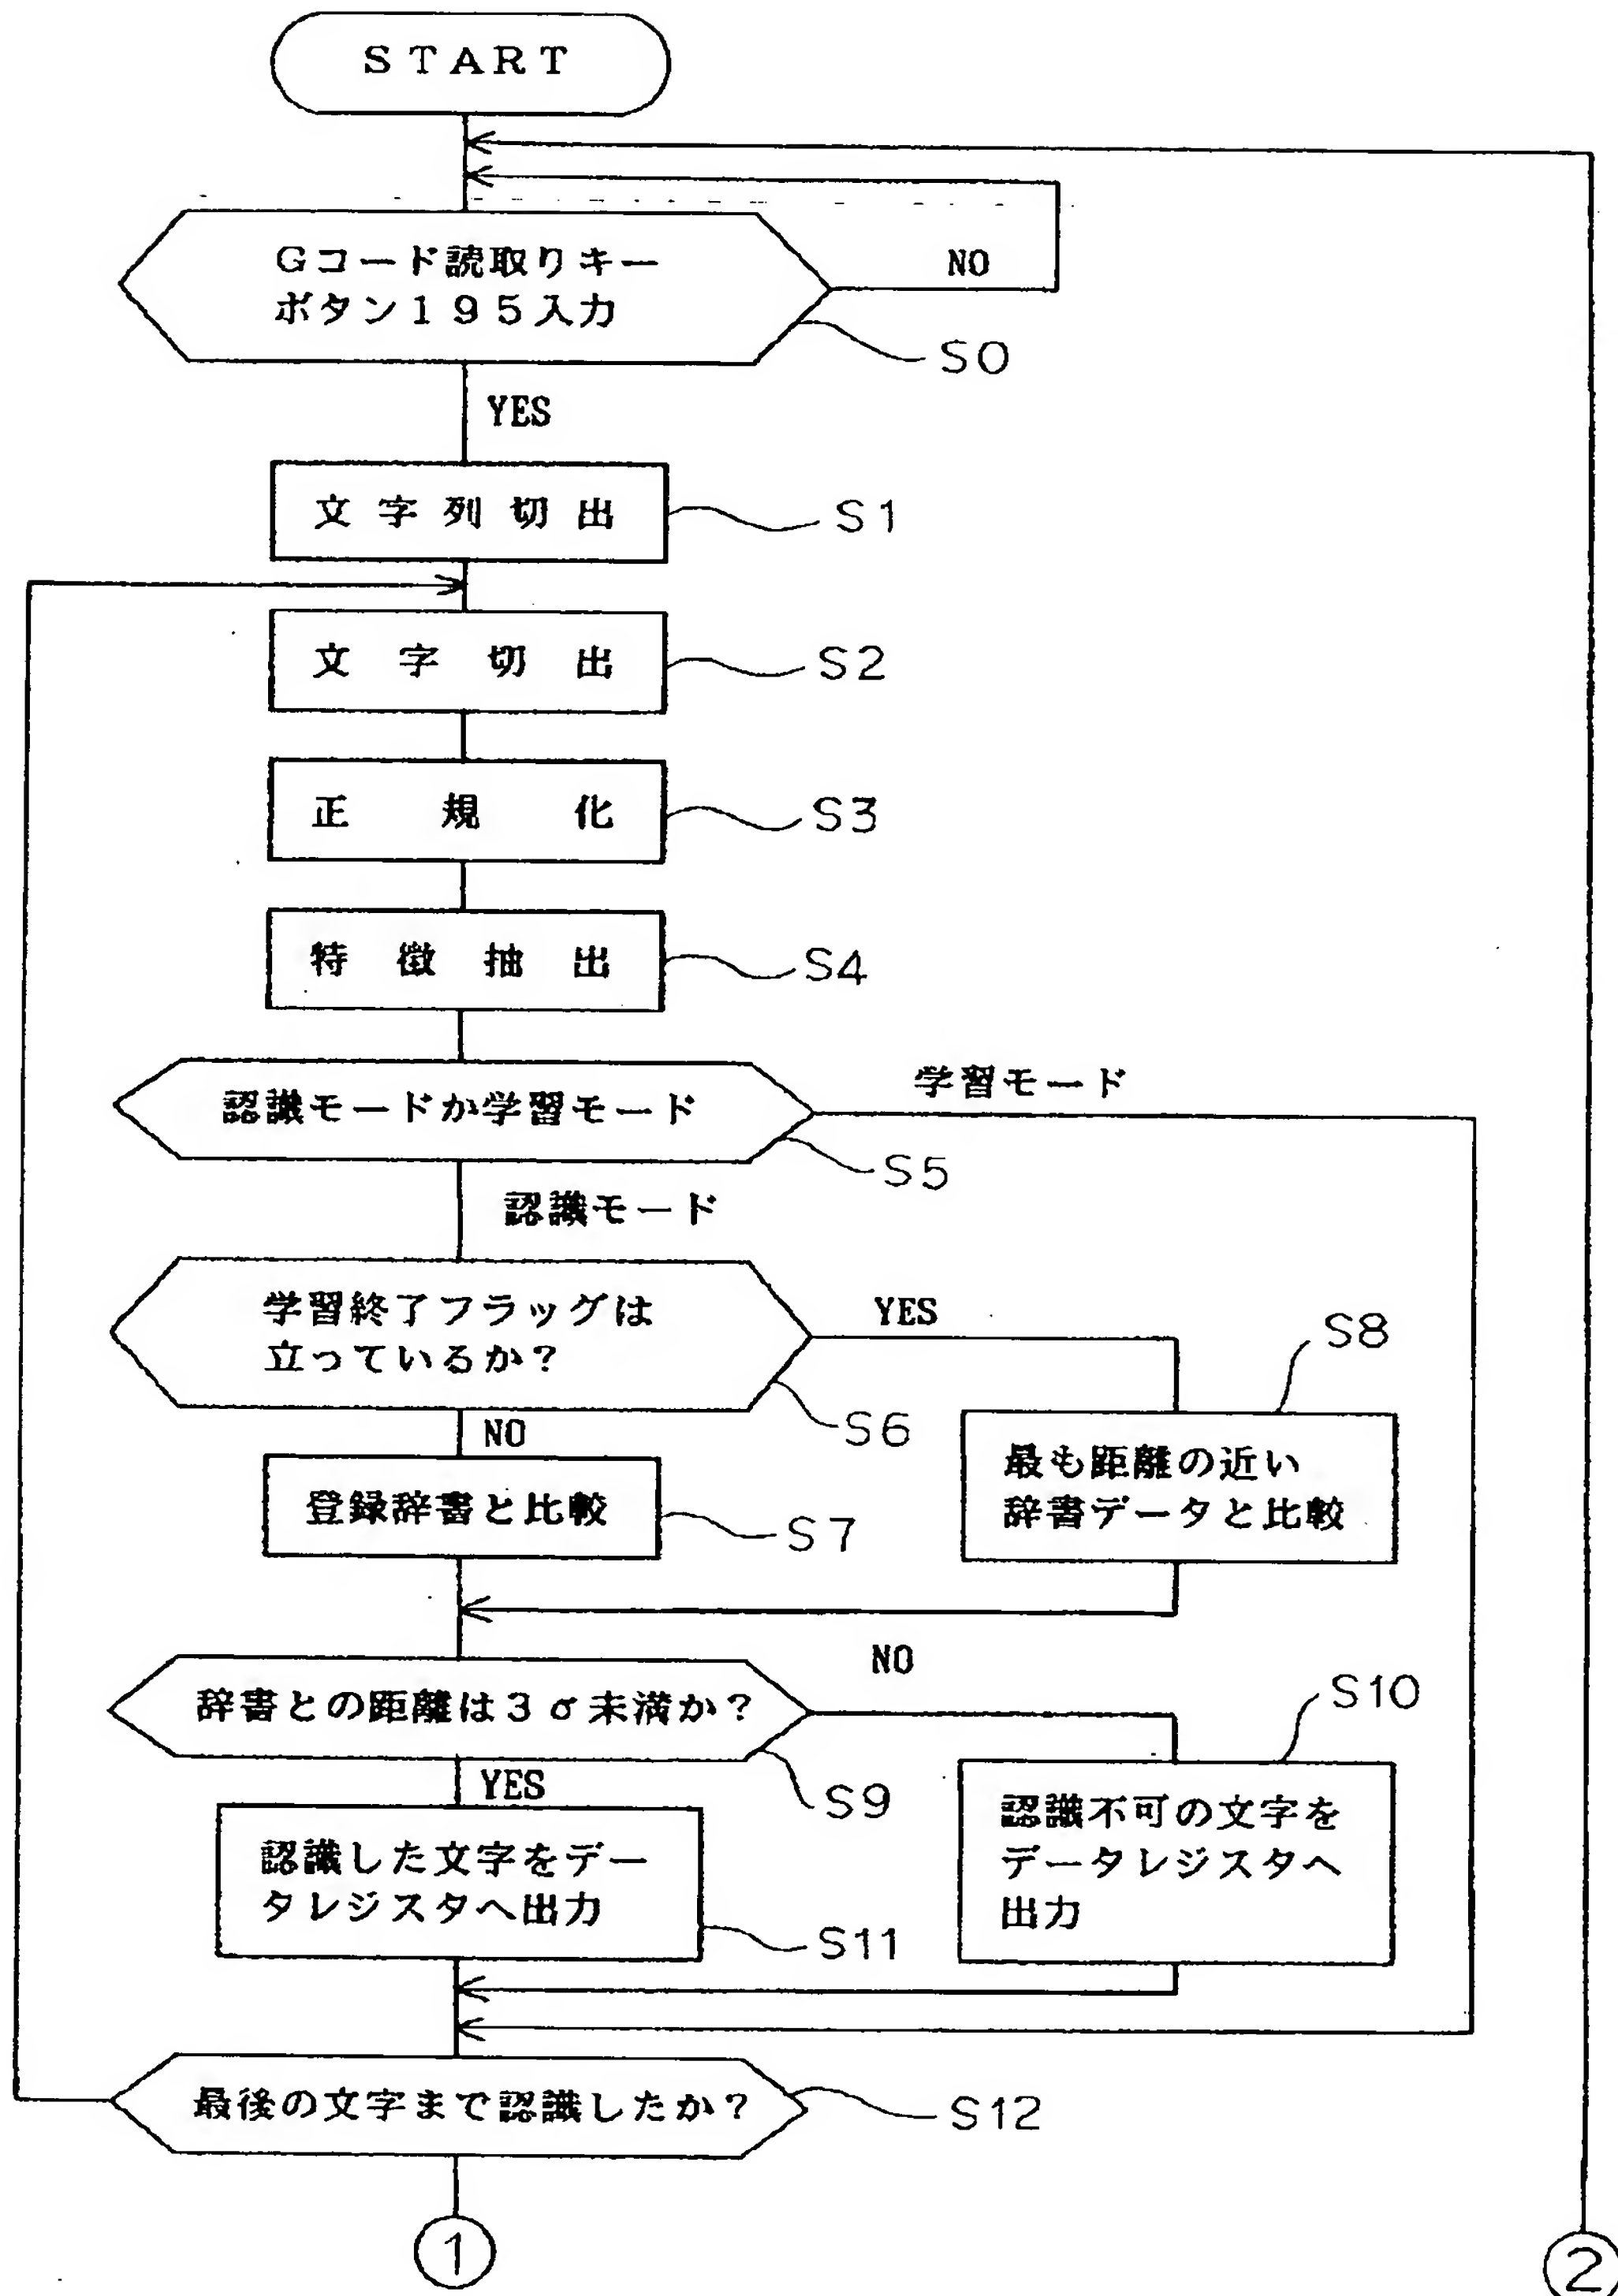 START
Gコード読取りキー
ボタン195入力
NO
S0
YES
文字列切出
S1
文字切出
S2
正規化
S3
特徴抽出
S4
認識モードか学習モード
学習モード
S5
認識モード
学習終了フラッグは
立っているか?
YES
S6
NO
S8
最も距離の近い
辞書データと比較
登録辞書と比較
S7
辞書との距離は3σ未満か?
NO
S9
YES
S10
認識不可の文字を
データレジスタへ
出力
認識した文字をデー
タレジスタへ出力
S11
最後の文字まで認識したか?
S12
1
2